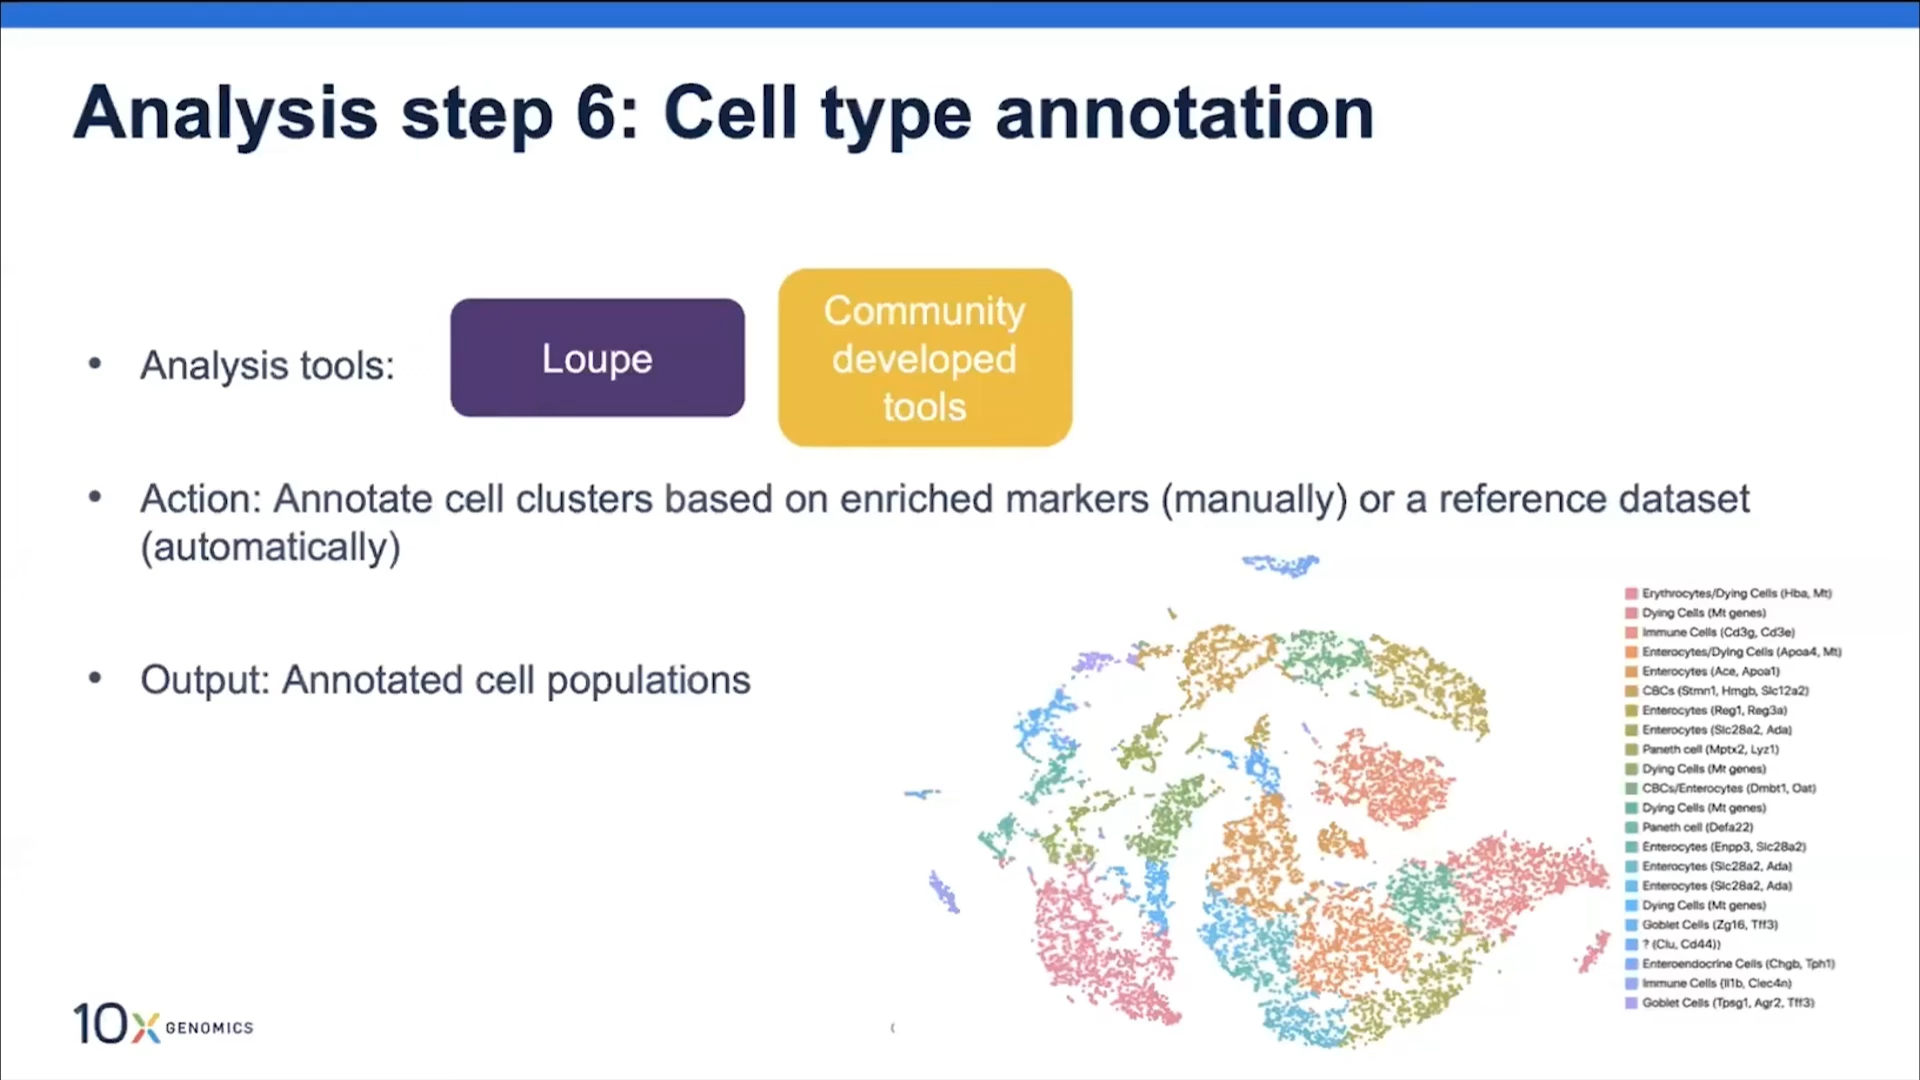 Analysis step 6: Cell type annotation
• Analysis tools:
Loupe
Community
developed
tools
• Action: Annotate cell clusters based on enriched markers (manually) or a reference dataset
(automatically)
• Output: Annotated cell populations
Erythrocytes/Dying Cells (Hba, Mt)
Dying Cells (Mt genes)
Immune Cells (Cd3g, Cd3e)
Enterocytes/Dying Cells (Apoa4, Mt)
Enterocytes (Ace, Apoa1)
CBCs (Stmn1, Hmgb, Slc12a2)
Enterocytes (Reg1, Reg3a)
Enterocytes (Slc28a2, Ada)
Paneth cell (Mptx2, Lyz1)
Dying Cells (Mt genes)
CBCs/Enterocytes (Dmbt1, Oat)
Dying Cells (Mt genes)
Paneth cell (Defa22)
Enterocytes (Enpp3, Slc28a2)
Enterocytes (Slc28a2, Ada)
Enterocytes (Slc28a2, Ada)
Dying Cells (Mt genes)
Goblet Cells (Zg16, Tff3)
? (Clu, Cd44))
Enteroendocrine Cells (Chgb, Tph1)
Immune Cells (Il1b, Clec4n)
Goblet Cells (Tpsg1, Agr2, Tff3)
10X GENOMICS